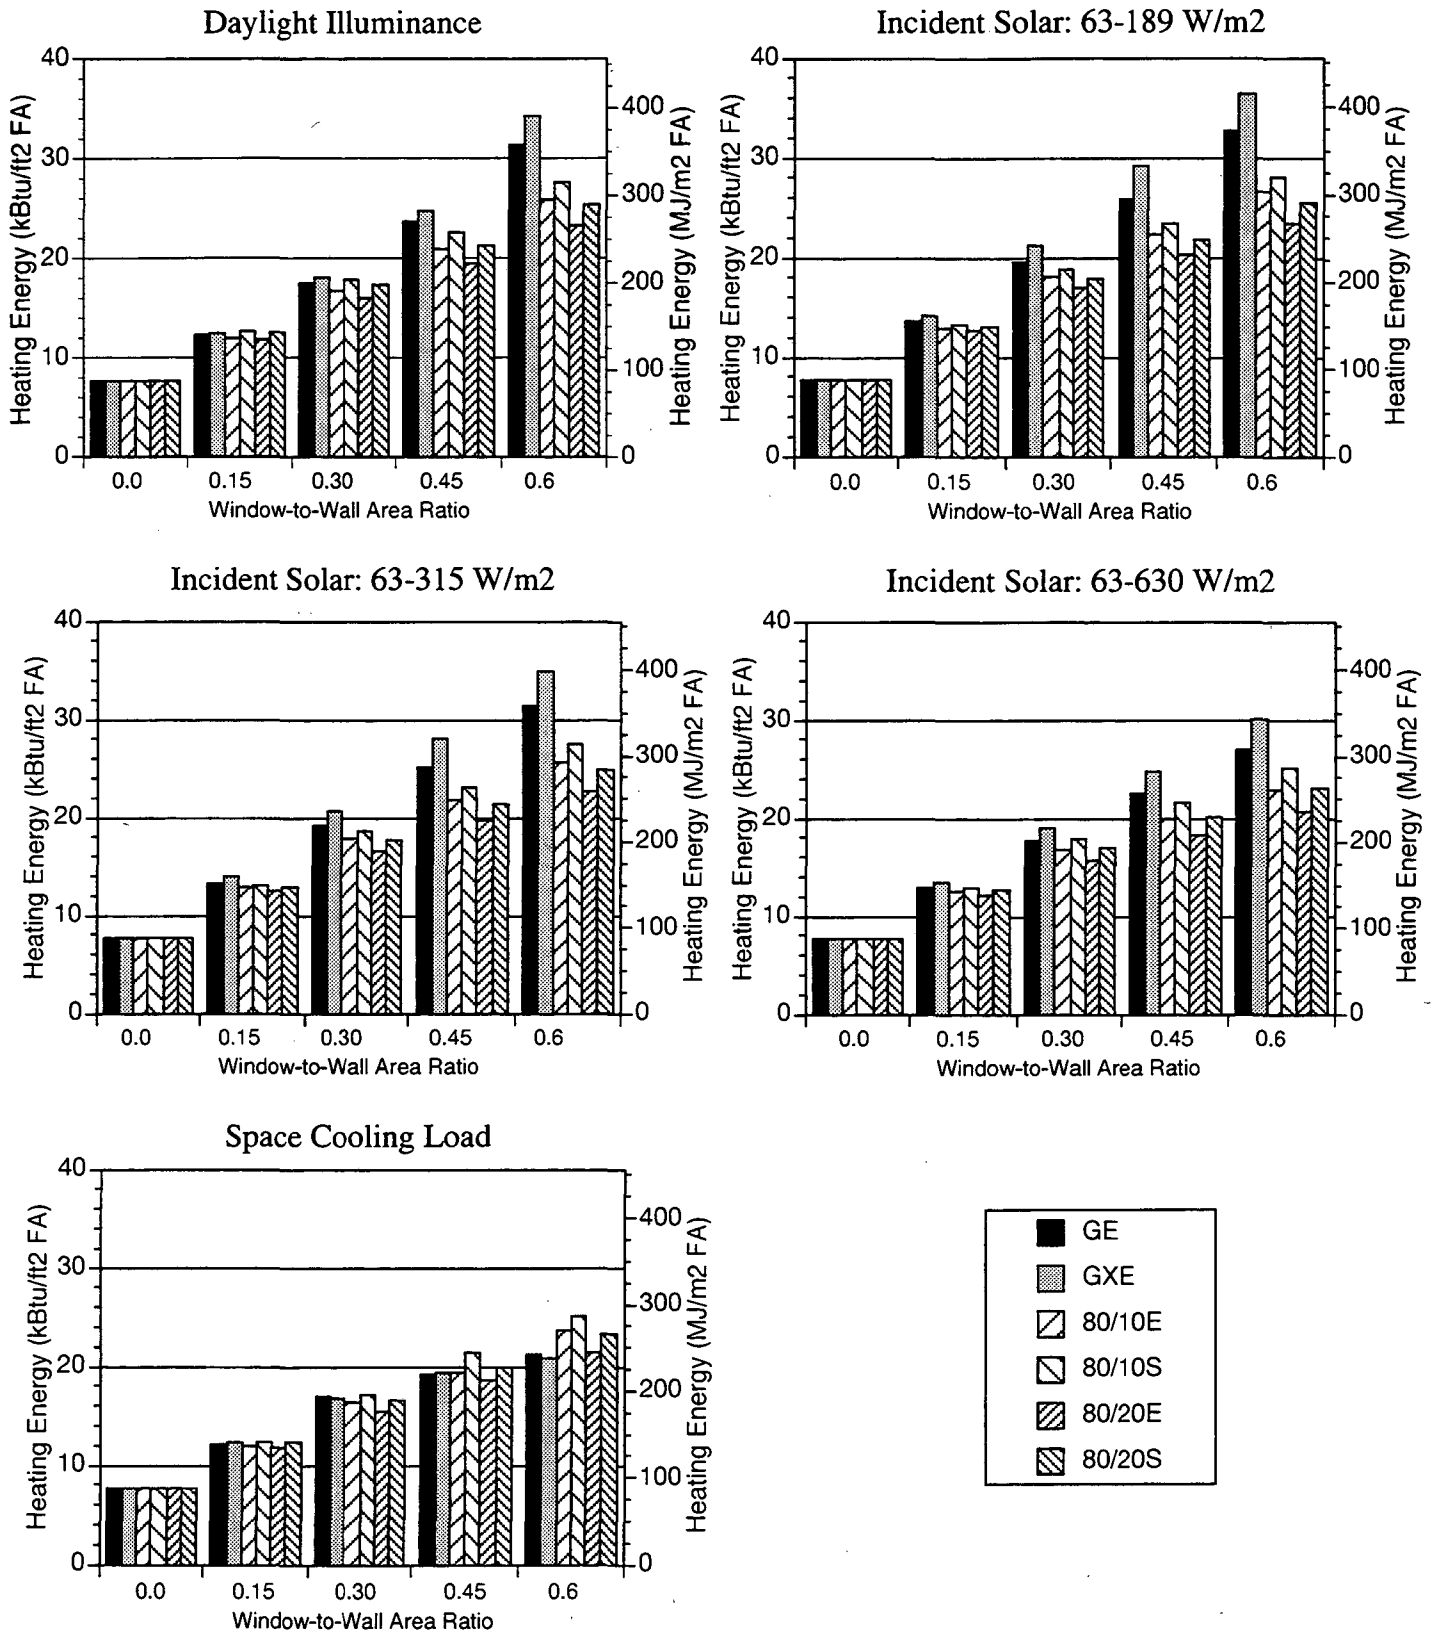 Daylight Illuminance
Heating Energy (kBtu/ft2 FA)
40
30
20
10
0
0.0 0.15 0.30 0.45 0.6
Window-to-Wall Area Ratio
400
300
200
100
0
Heating Energy (MJ/m2 FA)
Incident Solar: 63-189 W/m2
Heating Energy (kBtu/ft2 FA)
40
30
20
10
0
0.0 0.15 0.30 0.45 0.6
Window-to-Wall Area Ratio
400
300
200
100
0
Heating Energy (MJ/m2 FA)
Incident Solar: 63-315 W/m2
Heating Energy (kBtu/ft2 FA)
40
30
20
10
0
0.0 0.15 0.30 0.45 0.6
Window-to-Wall Area Ratio
400
300
200
100
0
Heating Energy (MJ/m2 FA)
Incident Solar: 63-630 W/m2
Heating Energy (kBtu/ft2 FA)
40
30
20
10
0
0.0 0.15 0.30 0.45 0.6
Window-to-Wall Area Ratio
400
300
200
100
0
Heating Energy (MJ/m2 FA)
Space Cooling Load
Heating Energy (kBtu/ft2 FA)
40
30
20
10
0
0.0 0.15 0.30 0.45 0.6
Window-to-Wall Area Ratio
400
300
200
100
0
Heating Energy (MJ/m2 FA)
GE
GXE
80/10E
80/10S
80/20E
80/20S